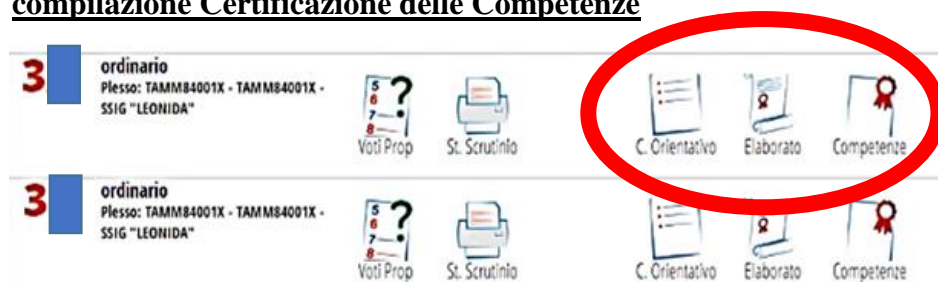 compilazione Certificazione delle Competenze
3 ordinario
Plesso: TAMM84001X - TAMM84001X -
SSIG "LEONIDA"
5
6
7
8
?
Voti Prop St. Scrutinio C. Orientativo Elaborato Competenze
3 ordinario
Plesso: TAMM84001X - TAMM84001X -
SSIG "LEONIDA"
5
6
7
8
?
Voti Prop St. Scrutinio C. Orientativo Elaborato Competenze